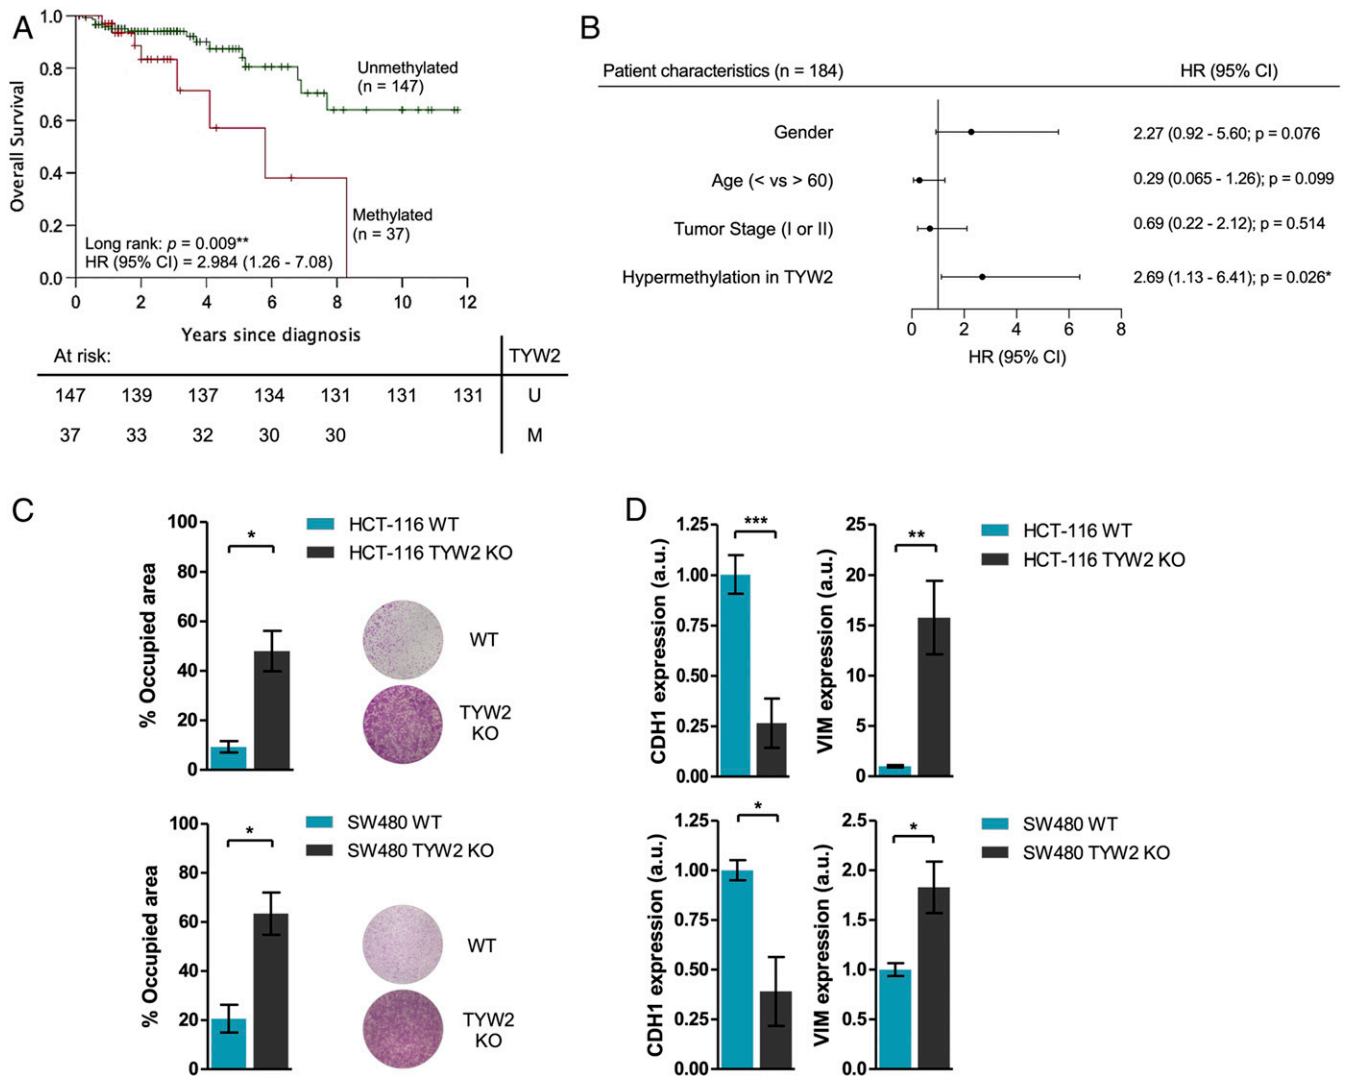 A
1.0
0.8
0.6
0.4
0.2
0.0
Overall Survival
Unmethylated
(n = 147)
Methylated
(n = 37)
Long rank: p = 0.009**
HR (95% CI) = 2.984 (1.26 - 7.08)
0 2 4 6 8 10 12
Years since diagnosis
At risk: TYW2
147 139 137 134 131 131 131 U
37 33 32 30 30 M
B
Patient characteristics (n = 184) HR (95% CI)
Gender 2.27 (0.92 - 5.60; p = 0.076
Age (< vs > 60) 0.29 (0.065 - 1.26); p = 0.099
Tumor Stage (I or II) 0.69 (0.22 - 2.12); p = 0.514
Hypermethylation in TYW2 2.69 (1.13 - 6.41); p = 0.026*
0 2 4 6 8
HR (95% CI)
C
100
80
60
40
20
0
% Occupied area
*
HCT-116 WT
HCT-116 TYW2 KO
WT
TYW2
KO
100
80
60
40
20
0
% Occupied area
*
SW480 WT
SW480 TYW2 KO
WT
TYW2
KO
D
1.25
1.00
0.75
0.50
0.25
0.00
CDH1 expression (a.u.)
***
25
20
15
10
5
0
VIM expression (a.u.)
**
HCT-116 WT
HCT-116 TYW2 KO
1.25
1.00
0.75
0.50
0.25
0.00
CDH1 expression (a.u.)
*
2.5
2.0
1.5
1.0
0.5
0.0
VIM expression (a.u.)
*
SW480 WT
SW480 TYW2 KO